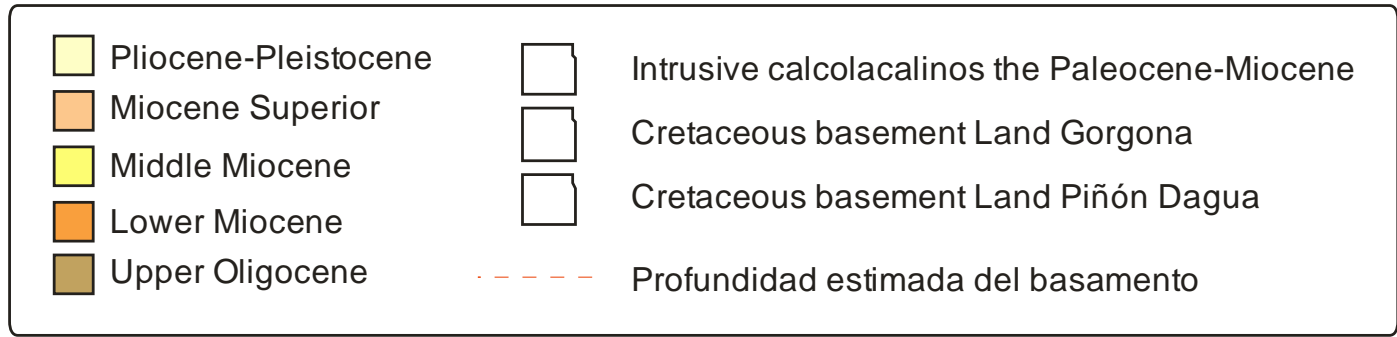 Pliocene-Pleistocene
Miocene Superior
Middle Miocene
Lower Miocene
Upper Oligocene
Intrusive calcolacalinos the Paleocene-Miocene
Cretaceous basement Land Gorgona
Cretaceous basement Land Piñón Dagua
Profundidad estimada del basamento